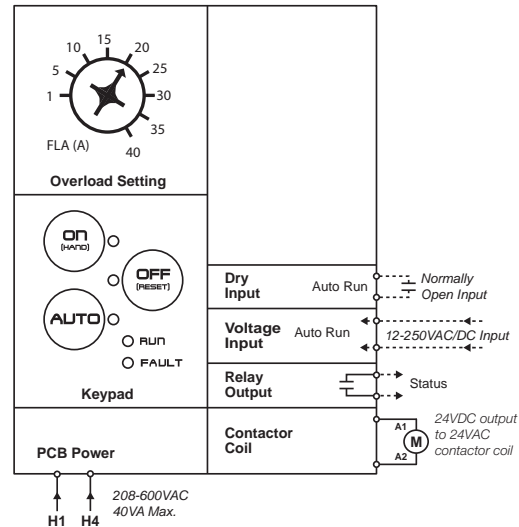 15
10
20
5
25
1
30
35
FLA (A)
40
Overload Setting
ON
(HAND)
OFF
(RESET)
AUTO
RUN
FAULT
Keypad
Dry
Input
Auto Run
Normally
Open Input
Voltage
Input
Auto Run
12-250VAC/DC Input
Relay
Output
Status
Contactor
Coil
A1
M
A2
24VDC output
to 24VAC
contactor coil
PCB Power
208-600VAC
40VA Max.
H1 H4